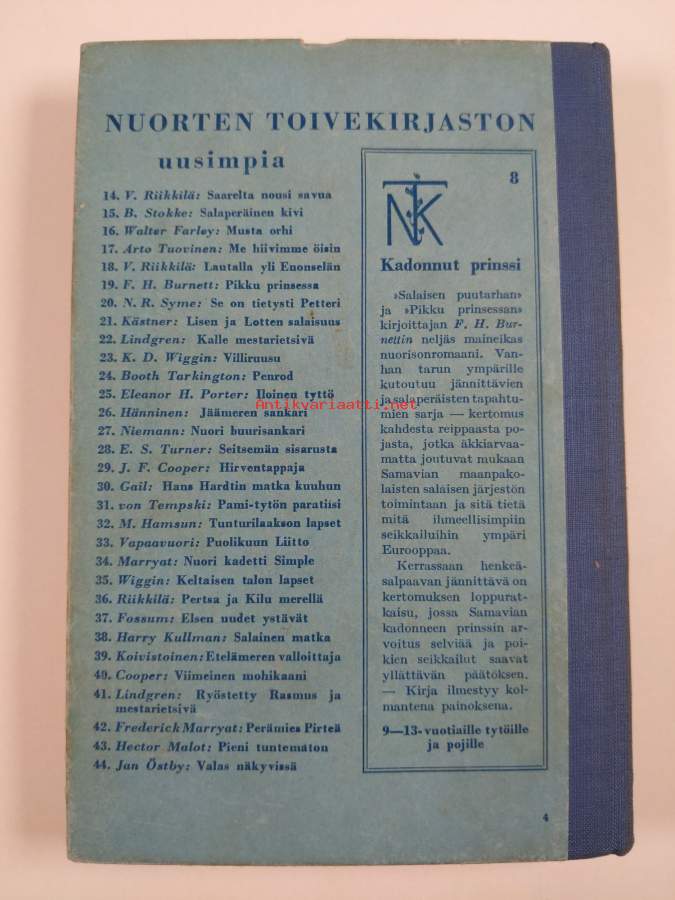 NUORTEN TOIVEKIRJASTON
uusimpia
14. V. Riikkilä: Saarelta nousi savua
15. B. Stokke: Salaperäinen kivi
16. Walter Farley: Musta orhi
17. Arto Tuovinen: Me hiivimme öisin
18. V. Riikkilä: Lautalla yli Enonselän
19. F. H. Burnett: Pikku prinsessa
20. N. R. Syme: Se on tietysti Petteri
21. Kästner: Lisen ja Lotten salaisuus
22. Lindgren: Kalle mestarietsivä
23. K. D. Wiggin: Villiruusu
24. Booth Tarkington: Penrod
25. Eleanor H. Porter: Iloinen tyttö
26. Hänninen: Jäämeren sankari
27. Niemann: Nuori buurisankari
28. E. S. Turner: Seitsemän sisarusta
29. J. F. Cooper: Hirventappaja
30. Gail: Hans Hardtin matka kuuhun
31. von Tempski: Pami-tytön paratiisi
32. M. Hamsun: Tunturilaakson lapset
33. Vapaavuori: Puolikuun Liitto
34. Marryat: Nuori kadetti Simple
35. Wiggin: Keltaisen talon lapset
36. Riikkilä: Pertsa ja Kilu merellä
37. Fossum: Elsen uudet ystävät
38. Harry Kullman: Salainen matka
39. Koivistoinen: Etelämeren valloittaja
40. Cooper: Viimeinen mohikaani
41. Lindgren: Ryöstetty Rasmus ja
mestarietsivä
42. Frederick Marryat: Perämies Pirteä
43. Hector Malot: Pieni tuntematon
44. Jan Östby: Valas näkyvissä
8
NTK
Kadonnut prinssi
»Salaisen puutarhan»
ja »Pikku prinsessan»
kirjoittajan F. H. Bur-
nettin neljäs maineikas
nuorisonromaani. Van-
han tarun ympärille
kutoutuu jännittävien
ja salaperäisten tapahtu-
mien sarja — kertomus
kahdesta reippaasta po-
jasta, jotka äkkiarvaa-
matta joutuvat mukaan
Samavian maanpako-
laisten salaisen järjestön
toimintaan ja sitä tietä
mitä ihmeellisimpiin
seikkailuihin ympäri
Eurooppaa.
Kerrassaan henkeä-
salpaavan jännittävä on
kertomuksen loppurat-
kaisu, jossa Samavian
kadonneen prinssin ar-
voitus selviää ja poi-
kien seikkailut saavat
yllättävän päätöksen.
— Kirja ilmestyy kol-
mantena painoksena.
9—13-vuotiaille tytöille
ja pojille
4
Antikvariaatti.net